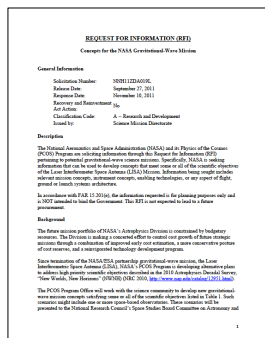 REQUEST FOR INFORMATION (RFI)
Concepts for the NASA Gravitational-Wave Mission
General Information
Solicitation Number: NNH11ZDA019L
Release Date: September 27, 2011
Response Date: November 10, 2011
Recovery and Reinvestment Act Action: No
Classification Code: A – Research and Development
Issued by: Science Mission Directorate
Description
The National Aeronautics and Space Administration (NASA) and its Physics of the Cosmos
(PCOS) Program are soliciting information through this Request for Information (RFI)
pertaining to potential gravitational-wave science missions. Specifically, NASA is seeking
information that can be used to develop concepts that meet some or all of the scientific objectives
of the Laser Interferometer Space Antenna (LISA) Mission. Information being sought includes
relevant mission concepts, instrument concepts, enabling technologies, or any aspect of flight,
ground or launch systems architecture.
In accordance with FAR 15.201(e), the information requested is for planning purposes only and
is NOT intended to bind the Government. This RFI is not expected to lead to a future
procurement.
Background
The future mission portfolio of NASA's Astrophysics Division is constrained by budgetary
resources. The Division is making a concerted effort to control cost growth of future strategic
missions through a combination of improved early cost estimation, a more conservative posture
of cost reserves, and a reinvigorated technology development program.
Since termination of the NASA/ESA partnership gravitational-wave mission, the Laser
Interferometric Space Antenna (LISA), NASA's PCOS Program is developing alternative plans
to address high priority scientific objectives described in the 2010 Astrophysics Decadal Survey,
"New Worlds, New Horizons" (NWNH) (NRC 2010, http://www.nap.edu/catalog/12951.html).
The PCOS Program Office will work with the science community to develop new gravitational-
wave mission concepts satisfying some or all of the scientific objectives listed in Table 1. Such
scenarios might include one or more space-based observatories. These scenarios will be
presented to the National Research Council's Space Studies Board Committee on Astronomy and
1